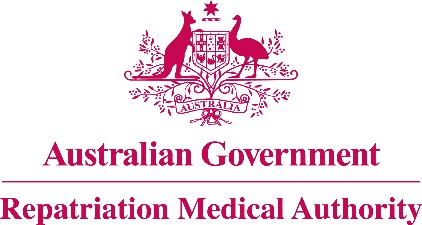 AUSTRALIA
Australian Government
Repatriation Medical Authority